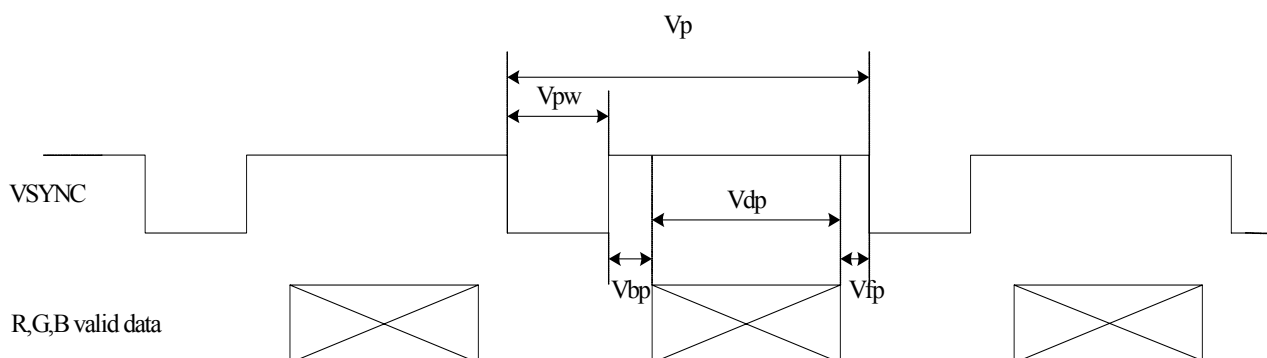 Vp
Vpw
VSYNC
Vdp
Vbp
Vfp
R,G,B valid data